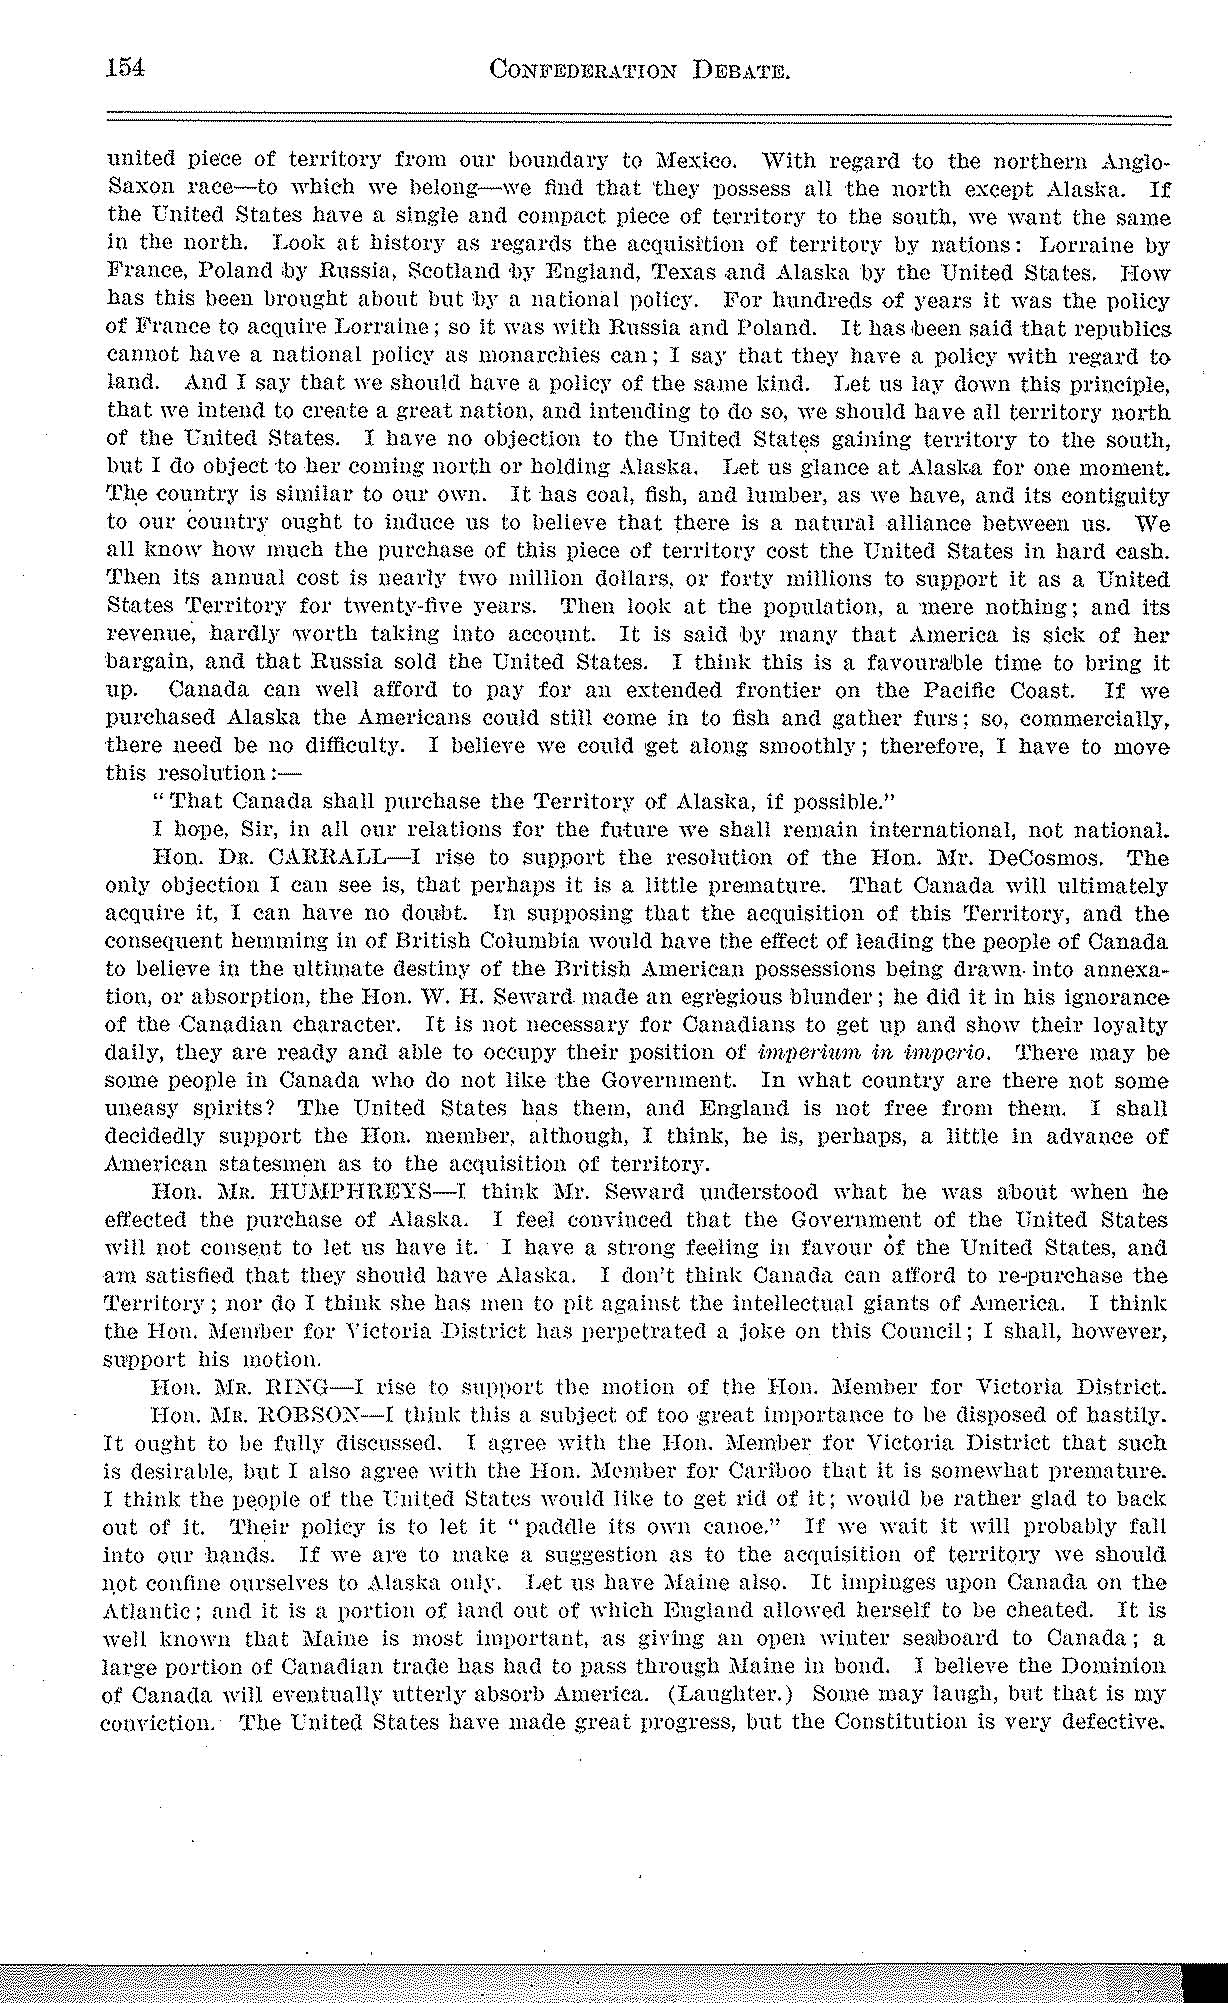 154 CONFEDERATION DEBATE.
united piece of territory from our boundary to Mexico. With regard to the northern Anglo-
Saxon race—to which we belong—we find that they possess all the north except Alaska. If
the United States have a single and compact piece of territory to the south, we want the same
in the north. Look at history as regards the acquisition of territory by nations: Lorraine by
France, Poland by Russia, Scotland by England, Texas and Alaska by the United States. How
has this been brought about but by a national policy. For hundreds of years it was the policy
of France to acquire Lorraine; so it was with Russia and Poland. It has been said that republics
cannot have a national policy as monarchies can; I say that they have a policy with regard to
land. And I say that we should have a policy of the same kind. Let us lay down this principle,
that we intend to create a great nation, and intending to do so, we should have all territory north
of the United States. I have no objection to the United States gaining territory to the south,
but I do object to her coming north or holding Alaska. Let us glance at Alaska for one moment.
The country is similar to our own. It has coal, fish, and lumber, as we have, and its contiguity
to our country ought to induce us to believe that there is a natural alliance between us. We
all know how much the purchase of this piece of territory cost the United States in hard cash.
Then its annual cost is nearly two million dollars, or forty millions to support it as a United
States Territory for twenty-five years. Then look at the population, a mere nothing; and its
revenue, hardly worth taking into account. It is said by many that America is sick of her
bargain, and that Russia sold the United States. I think this is a favourable time to bring it
up. Canada can well afford to pay for an extended frontier on the Pacific Coast. If we
purchased Alaska the Americans could still come in to fish and gather furs; so, commercially,
there need be no difficulty. I believe we could get along smoothly; therefore, I have to move
this resolution:—
"That Canada shall purchase the Territory of Alaska, if possible."
I hope, Sir, in all our relations for the future we shall remain international, not national.
Hon. DR. CARRALL—I rise to support the resolution of the Hon. Mr. DeCosmos. The
only objection I can see is, that perhaps it is a little premature. That Canada will ultimately
acquire it, I can have no doubt. In supposing that the acquisition of this Territory, and the
consequent hemming in of British Columbia would have the effect of leading the people of Canada
to believe in the ultimate destiny of the British American possessions being drawn into annexa-
tion, or absorption, the Hon. W. H. Seward made an egregious blunder; he did it in his ignorance
of the Canadian character. It is not necessary for Canadians to get up and show their loyalty
daily, they are ready and able to occupy their position of imperium in imperio. There may be
some people in Canada who do not like the Government. In what country are there not some
uneasy spirits? The United States has them, and England is not free from them. I shall
decidedly support the Hon. member, although, I think, he is, perhaps, a little in advance of
American statesmen as to the acquisition of territory.
Hon. MR. HUMPHREYS—I think Mr. Seward understood what he was about when he
effected the purchase of Alaska. I feel convinced that the Government of the United States
will not consent to let us have it. I have a strong feeling in favour of the United States, and
am satisfied that they should have Alaska. I don't think Canada can afford to re-purchase the
Territory; nor do I think she has men to pit against the intellectual giants of America. I think
the Hon. Member for Victoria District has perpetrated a joke on this Council; I shall, however,
support his motion.
Hon. MR. RING—I rise to support the motion of the Hon. Member for Victoria District.
Hon. MR. ROBSON—I think this a subject of too great importance to be disposed of hastily.
It ought to be fully discussed. I agree with the Hon. Member for Victoria District that such
is desirable, but I also agree with the Hon. Member for Cariboo that it is somewhat premature.
I think the people of the United States would like to get rid of it; would be rather glad to back
out of it. Their policy is to let it "paddle its own canoe." If we wait it will probably fall
into our hands. If we are to make a suggestion as to the acquisition of territory we should
not confine ourselves to Alaska only. Let us have Maine also. It impinges upon Canada on the
Atlantic; and it is a portion of land out of which England allowed herself to be cheated. It is
well known that Maine is most important, as giving an open winter seaboard to Canada; a
large portion of Canadian trade has had to pass through Maine in bond. I believe the Dominion
of Canada will eventually utterly absorb America. (Laughter.) Some may laugh, but that is my
conviction. The United States have made great progress, but the Constitution is very defective.